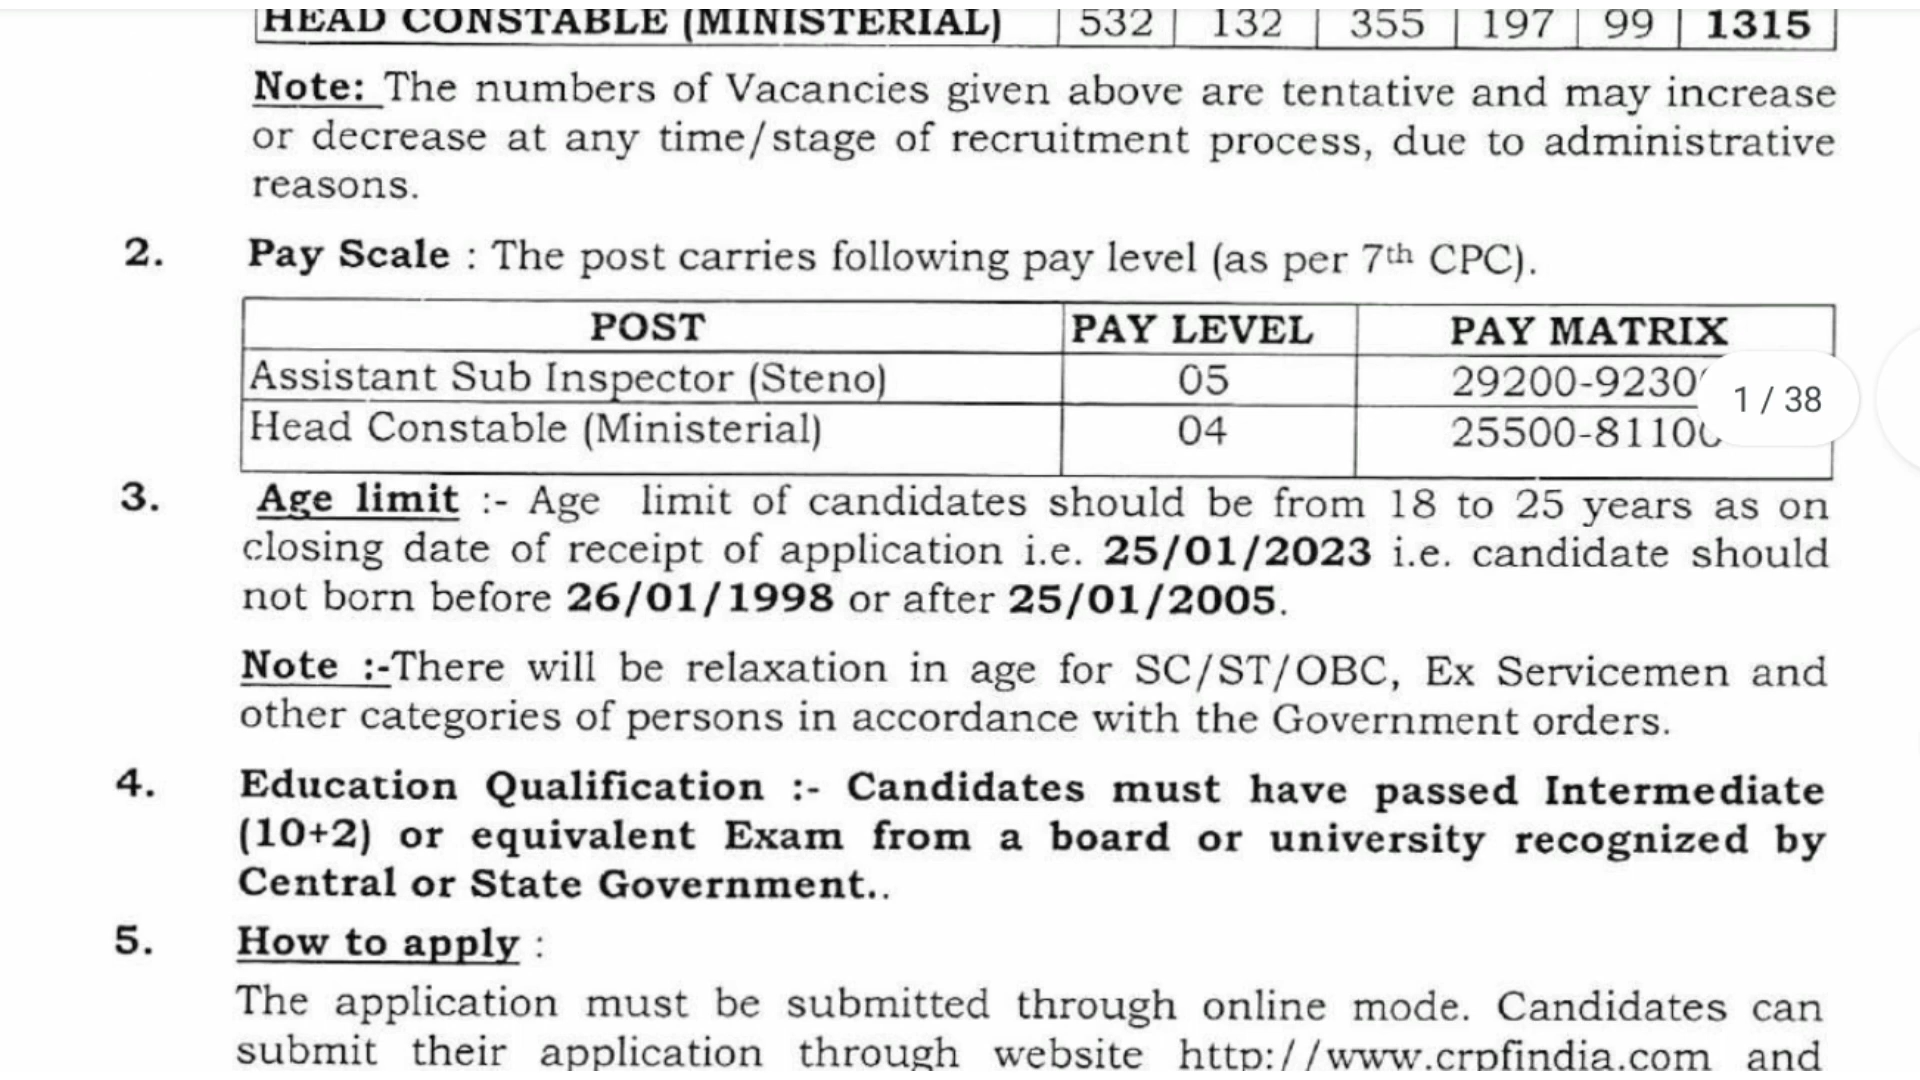 HEAD CONSTABLE (MINISTERIAL) 532 132 355 197 99 1315
Note: The numbers of Vacancies given above are tentative and may increase
or decrease at any time/stage of recruitment process, due to administrative
reasons.
2. Pay Scale : The post carries following pay level (as per 7th CPC).
POST PAY LEVEL PAY MATRIX
Assistant Sub Inspector (Steno) 05 29200-9230
1 / 38
Head Constable (Ministerial) 04 25500-81100
3. Age limit :- Age limit of candidates should be from 18 to 25 years as on
closing date of receipt of application i.e. 25/01/2023 i.e. candidate should
not born before 26/01/1998 or after 25/01/2005.
Note :-There will be relaxation in age for SC/ST/OBC, Ex Servicemen and
other categories of persons in accordance with the Government orders.
4. Education Qualification :- Candidates must have passed Intermediate
(10+2) or equivalent Exam from a board or university recognized by
Central or State Government..
5. How to apply :
The application must be submitted through online mode. Candidates can
submit their application through website http://www.crpfindia.com and